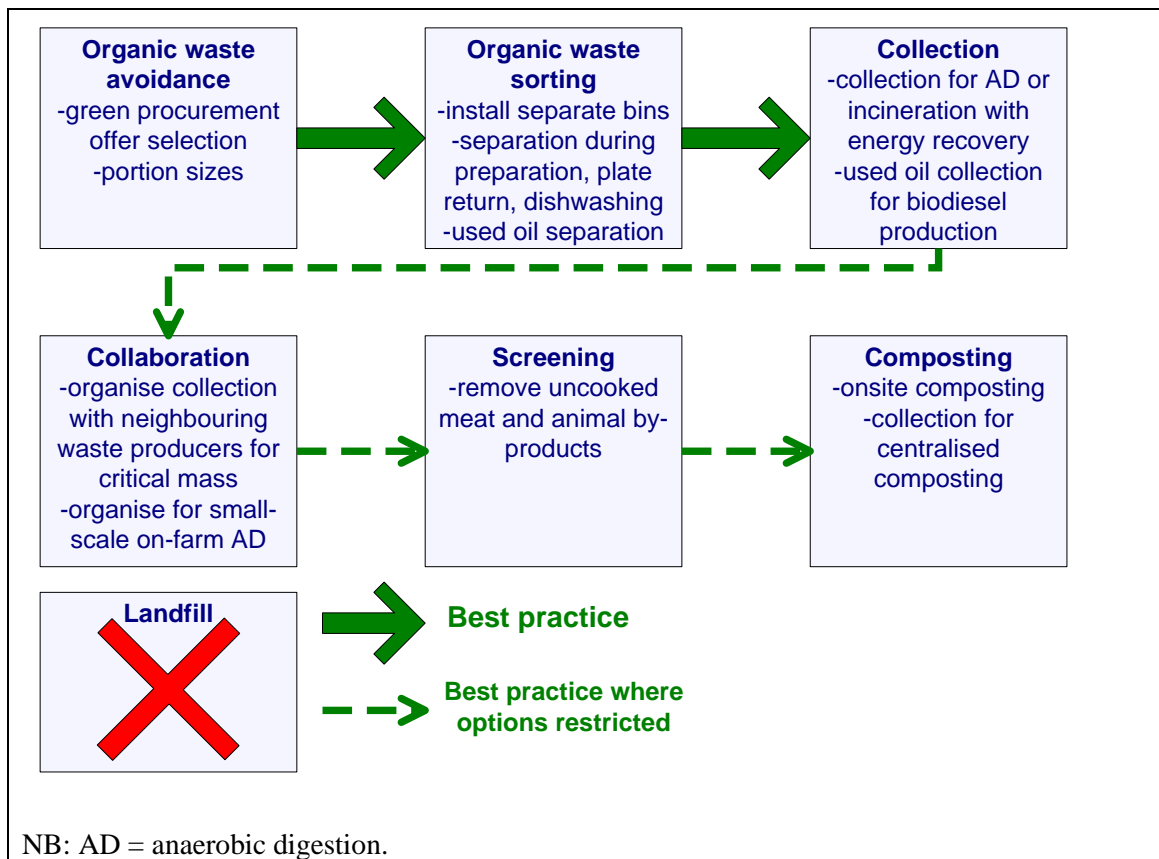 Organic waste
avoidance
-green procurement
offer selection
-portion sizes
Organic waste
sorting
-install separate bins
-separation during
preparation, plate
return, dishwashing
-used oil separation
Collection
-collection for AD or
incineration with
energy recovery
-used oil collection
for biodiesel
production
Collaboration
-organise collection
with neighbouring
waste producers for
critical mass
-organise for small-
scale on-farm AD
Screening
-remove uncooked
meat and animal by-
products
Composting
-onsite composting
-collection for
centralised
composting
Landfill
Best practice
Best practice where
options restricted
NB: AD = anaerobic digestion.